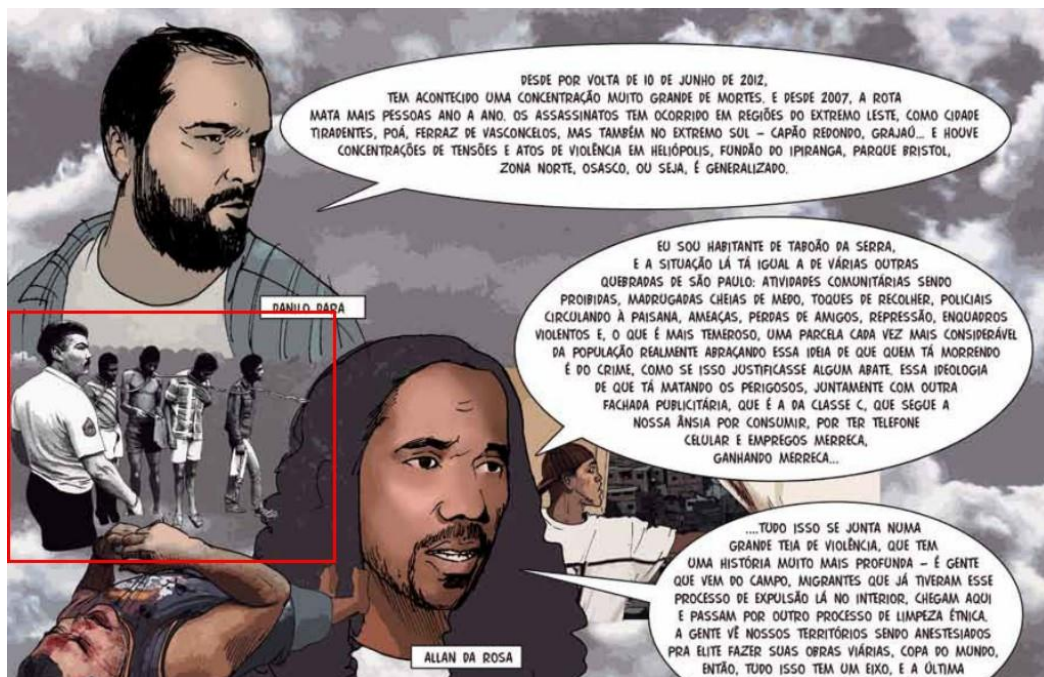 DESDE POR VOLTA DE 10 DE JUNHO DE 2012,
TEM ACONTECIDO UMA CONCENTRAÇÃO MUITO GRANDE DE MORTES. E DESDE 2007, A ROTA
MATA MAIS PESSOAS ANO A ANO. OS ASSASSINATOS TEM OCORRIDO EM REGIÕES DO EXTREMO LESTE, COMO CIDADE
TIRADENTES, POÁ, FERRAZ DE VASCONCELOS, MAS TAMBÉM NO EXTREMO SUL – CAPÃO REDONDO, GRAJAÚ... E HOUVE
CONCENTRAÇÕES DE TENSÕES E ATOS DE VIOLÊNCIA EM HELIÓPOLIS, FUNDÃO DO IPIRANGA, PARQUE BRISTOL,
ZONA NORTE, OSASCO, OU SEJA, É GENERALIZADO.
DANILO DARA
EU SOU HABITANTE DE TABOÃO DA SERRA,
E A SITUAÇÃO LÁ TÁ IGUAL A DE VÁRIAS OUTRAS
QUEBRADAS DE SÃO PAULO: ATIVIDADES COMUNITÁRIAS SENDO
PROIBIDAS, MADRUGADAS CHEIAS DE MEDO, TOQUES DE RECOLHER, POLICIAIS
CIRCULANDO À PAISANA, AMEAÇAS, PERDAS DE AMIGOS, REPRESSÃO, ENQUADROS
VIOLENTOS E, O QUE É MAIS TEMEROSO, UMA PARCELA CADA VEZ MAIS CONSIDERÁVEL
DA POPULAÇÃO REALMENTE ABRAÇANDO ESSA IDEIA DE QUE QUEM TÁ MORRENDO
É DO CRIME, COMO SE ISSO JUSTIFICASSE ALGUM ABATE. ESSA IDEOLOGIA
DE QUE TÁ MATANDO OS PERIGOSOS, JUNTAMENTE COM OUTRA
FACHADA PUBLICITÁRIA, QUE É A DA CLASSE C, QUE SEGUE A
NOSSA ÂNSIA POR CONSUMIR, POR TER TELEFONE
CELULAR E EMPREGOS MERRECA,
GANHANDO MERRECA...
....TUDO ISSO SE JUNTA NUMA
GRANDE TEIA DE VIOLÊNCIA, QUE TEM
UMA HISTÓRIA MUITO MAIS PROFUNDA – É GENTE
QUE VEM DO CAMPO, MIGRANTES QUE JÁ TIVERAM ESSE
PROCESSO DE EXPULSÃO LÁ NO INTERIOR, CHEGAM AQUI
E PASSAM POR OUTRO PROCESSO DE LIMPEZA ÉTNICA.
A GENTE VÊ NOSSOS TERRITÓRIOS SENDO ANESTESIADOS
PRA ELITE FAZER SUAS OBRAS VIÁRIAS, COPA DO MUNDO,
ENTÃO, TUDO ISSO TEM UM EIXO, E A ÚLTIMA
ALLAN DA ROSA